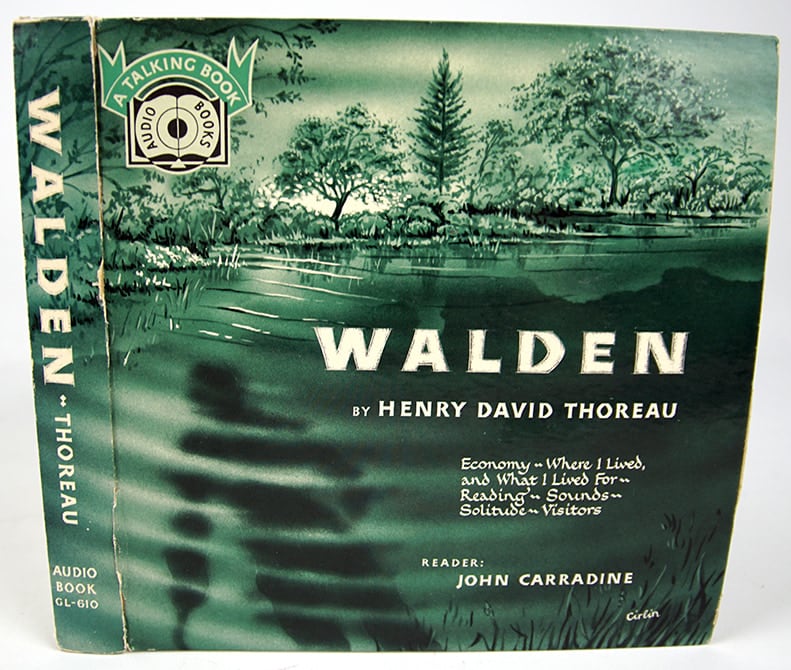 WALDEN ↔ THOREAU
AUDIO
BOOK
GL-610
A TALKING BOOK
AUDIO BOOKS
WALDEN
BY HENRY DAVID THOREAU
Economy ~ Where I Lived,
and What I Lived For ~
Reading ~ Sounds ~
Solitude ~ Visitors
READER:
JOHN CARRADINE
Cirlin